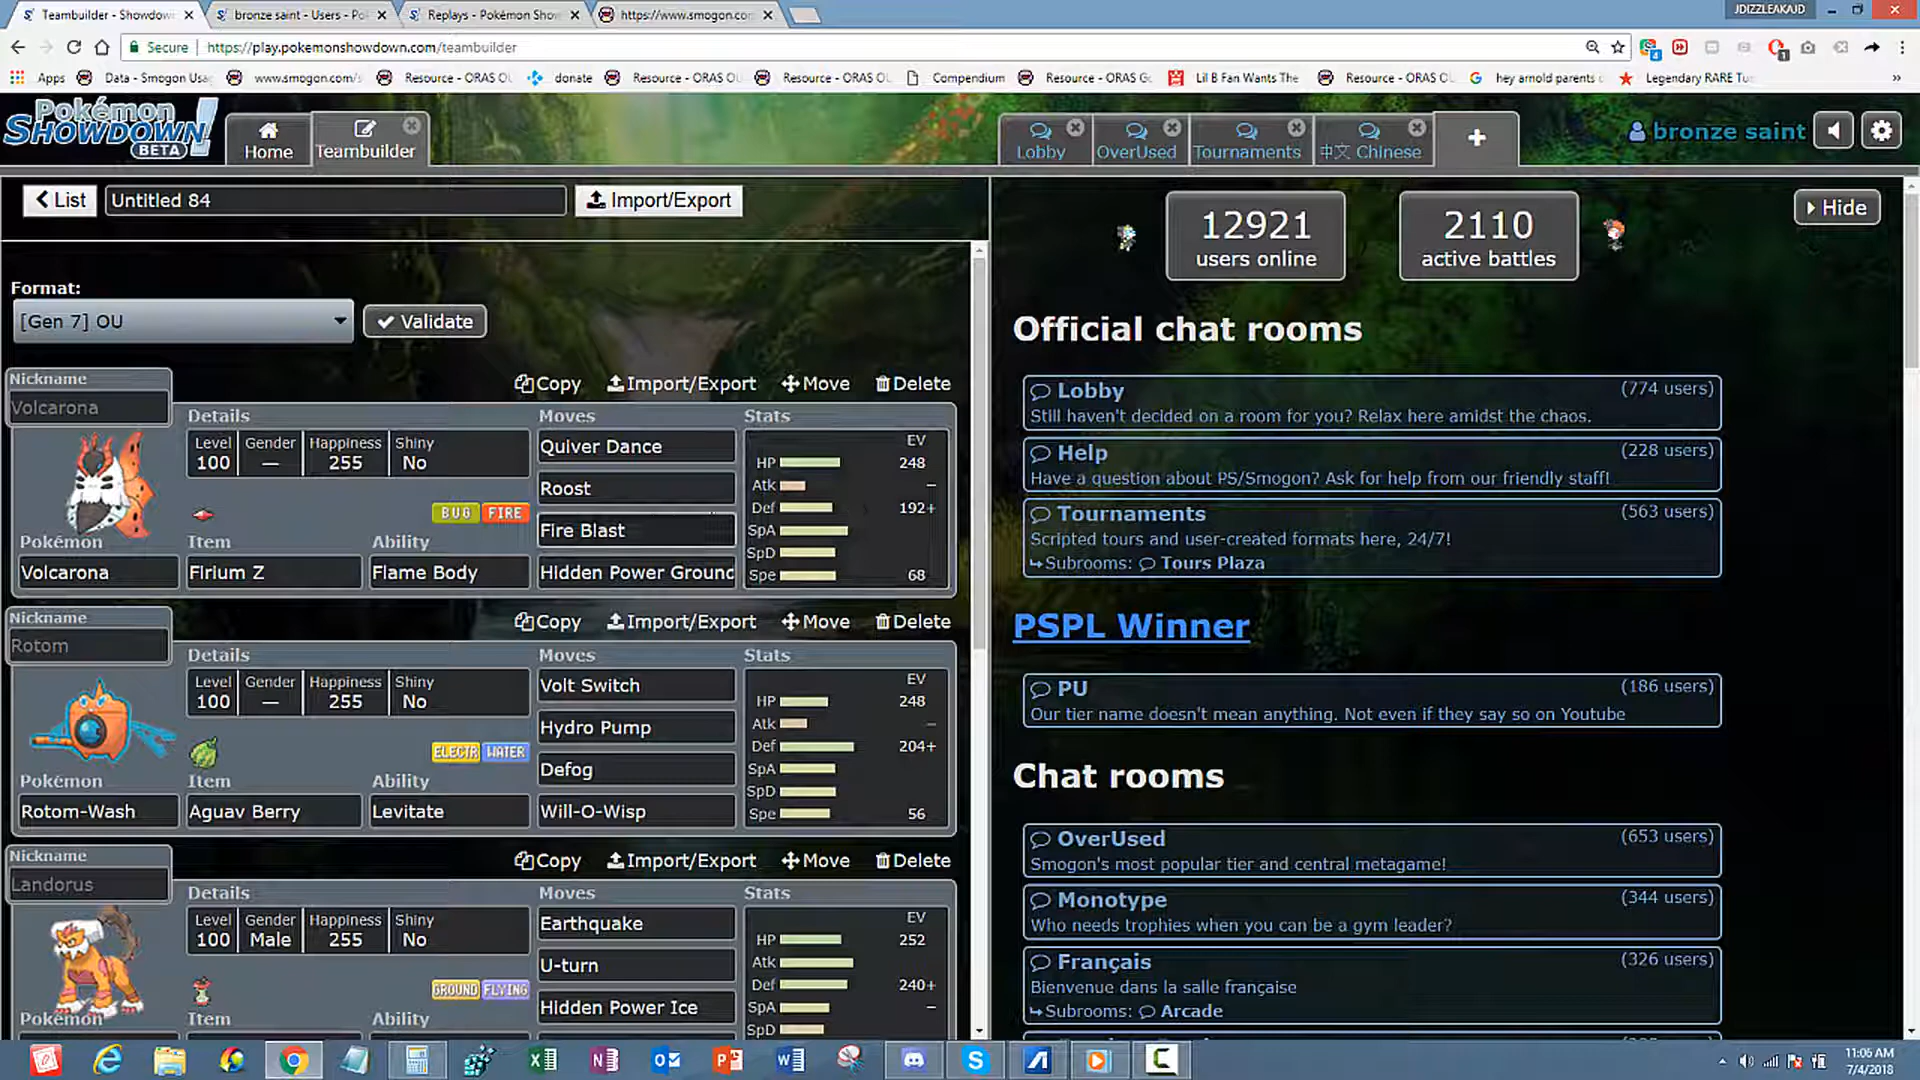 Teambuilder - Showdow
bronze saint - Users - Po
Replays - Pokémon Show
https://www.smogon.con
JDIZZLEAKAJD
Secure
https://play.pokemonshowdown.com/teambuilder
Apps
Data - Smogon Usa
www.smogon.com/s
Resource - ORAS OU
donate
Resource - ORAS OU
Resource - ORAS OU
Compendium
Resource - ORAS Ge
Lil B Fan Wants The
Resource - ORAS OU
hey arnold parents
Legendary RARE Tu
Pokémon
SHOWDOWN!
BETA
Home
Teambuilder
Lobby
OverUsed
Tournaments
中文 Chinese
bronze saint
List
Untitled 84
Import/Export
Format:
[Gen 7] OU
Validate
Copy
Import/Export
Move
Delete
Nickname
Volcarona
Details
Moves
Stats
Level
100
Gender
—
Happiness
255
Shiny
No
BUG FIRE
Pokémon
Volcarona
Item
Firium Z
Ability
Flame Body
Quiver Dance
Roost
Fire Blast
Hidden Power Ground
EV
HP 248
Atk –
Def 192+
SpA
SpD
Spe 68
Copy
Import/Export
Move
Delete
Nickname
Rotom
Details
Moves
Stats
Level
100
Gender
—
Happiness
255
Shiny
No
ELECTR WATER
Pokémon
Rotom-Wash
Item
Aguav Berry
Ability
Levitate
Volt Switch
Hydro Pump
Defog
Will-O-Wisp
EV
HP 248
Atk –
Def 204+
SpA
SpD
Spe 56
Copy
Import/Export
Move
Delete
Nickname
Landorus
Details
Moves
Stats
Level
100
Gender
Male
Happiness
255
Shiny
No
GROUND FLYING
Pokémon
Item
Ability
Earthquake
U-turn
Hidden Power Ice
EV
HP 252
Atk
Def 240+
SpA –
SpD
12921
users online
2110
active battles
Hide
Official chat rooms
Lobby (774 users)
Still haven't decided on a room for you? Relax here amidst the chaos.
Help (228 users)
Have a question about PS/Smogon? Ask for help from our friendly staff!
Tournaments (563 users)
Scripted tours and user-created formats here, 24/7!
Subrooms: Tours Plaza
PSPL Winner
PU (186 users)
Our tier name doesn't mean anything. Not even if they say so on Youtube
Chat rooms
OverUsed (653 users)
Smogon's most popular tier and central metagame!
Monotype (344 users)
Who needs trophies when you can be a gym leader?
Français (326 users)
Bienvenue dans la salle française
Subrooms: Arcade
11:05 AM
7/4/2018